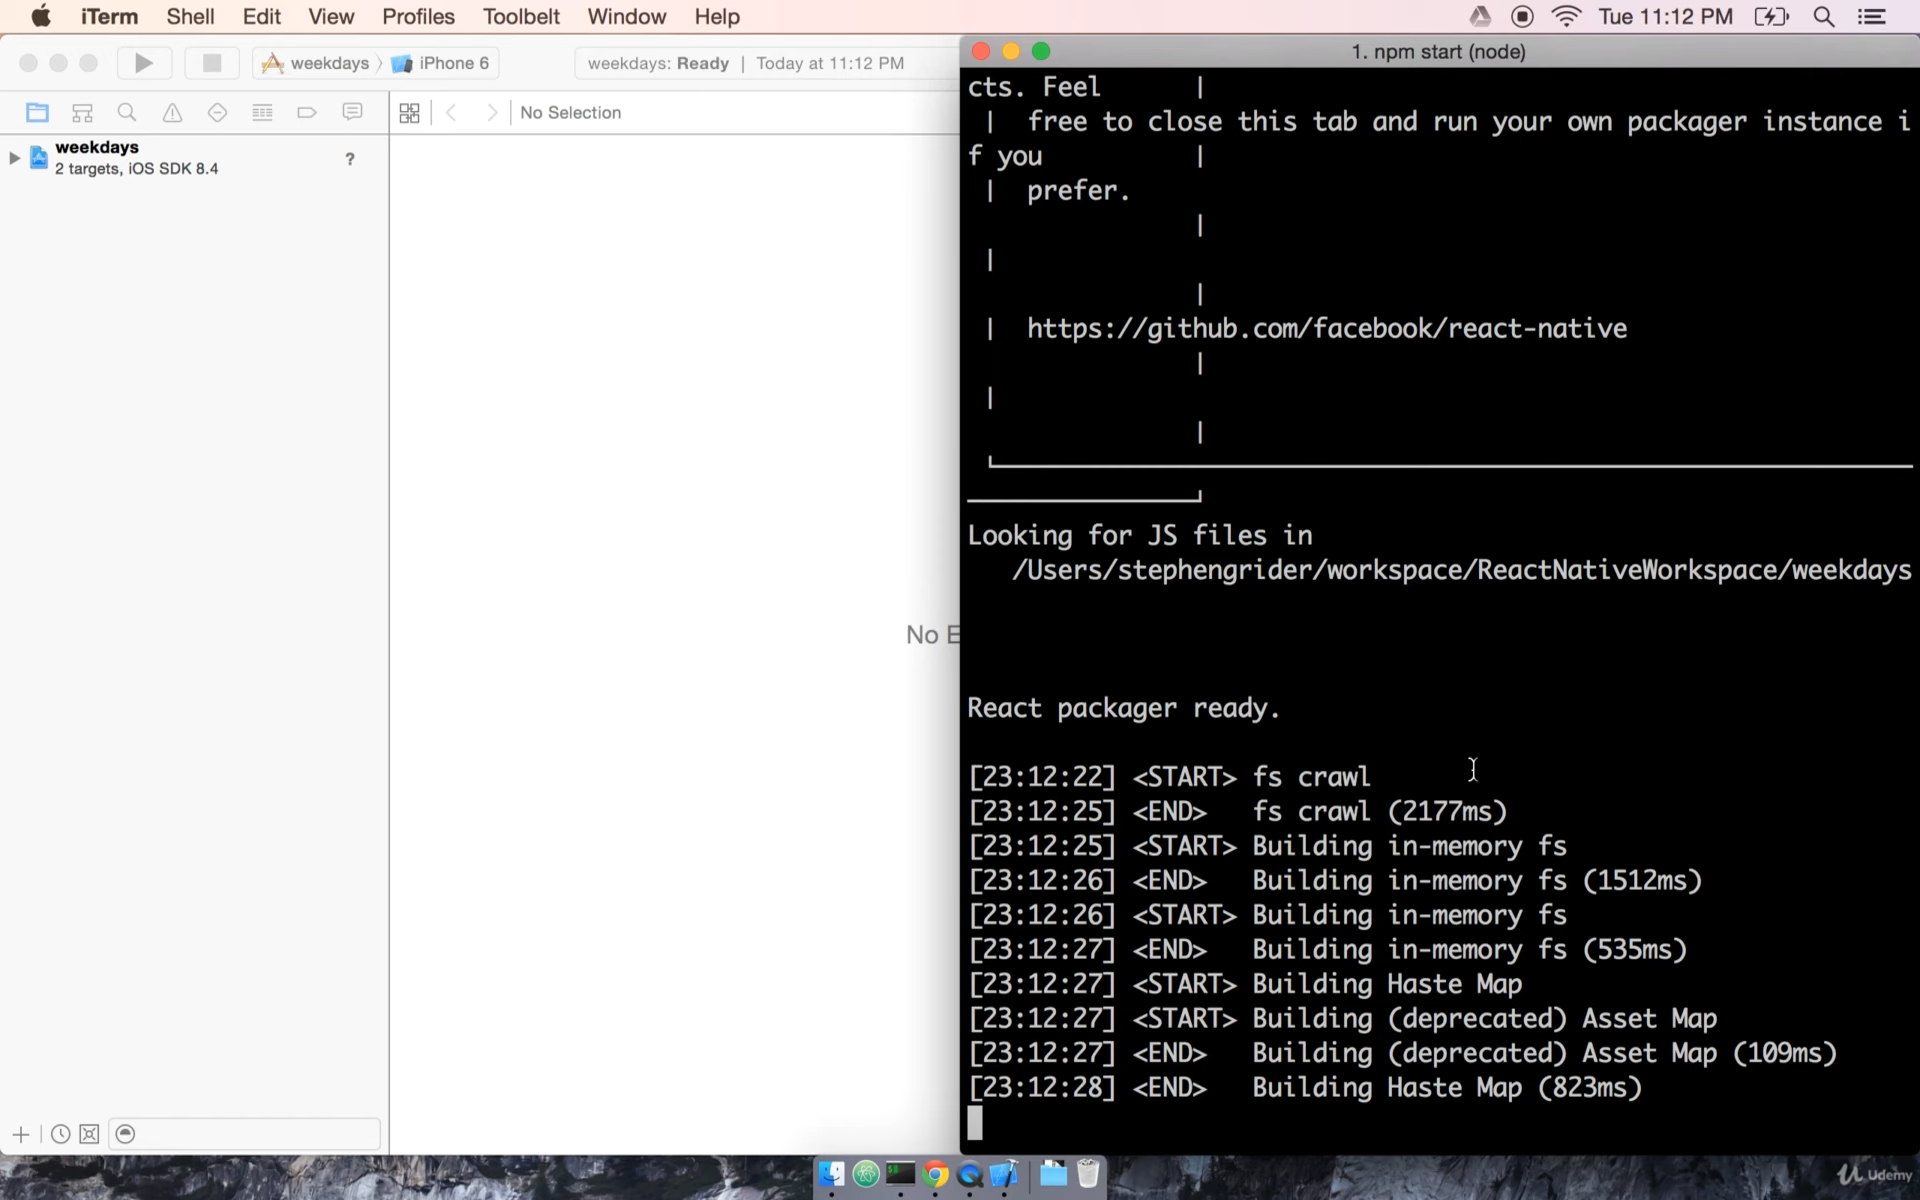 iTerm Shell Edit View Profiles Toolbelt Window Help Tue 11:12 PM
weekdays iPhone 6 weekdays: Ready | Today at 11:12 PM
1. npm start (node)
No Selection
weekdays
2 targets, iOS SDK 8.4
?
No E
cts. Feel |
| free to close this tab and run your own packager instance i
f you |
| prefer.
|
|
|
| https://github.com/facebook/react-native
|
|
|
Looking for JS files in
/Users/stephengrider/workspace/ReactNativeWorkspace/weekdays
React packager ready.
[23:12:22] <START> fs crawl
[23:12:25] <END> fs crawl (2177ms)
[23:12:25] <START> Building in-memory fs
[23:12:26] <END> Building in-memory fs (1512ms)
[23:12:26] <START> Building in-memory fs
[23:12:27] <END> Building in-memory fs (535ms)
[23:12:27] <START> Building Haste Map
[23:12:27] <START> Building (deprecated) Asset Map
[23:12:27] <END> Building (deprecated) Asset Map (109ms)
[23:12:28] <END> Building Haste Map (823ms)
Udemy